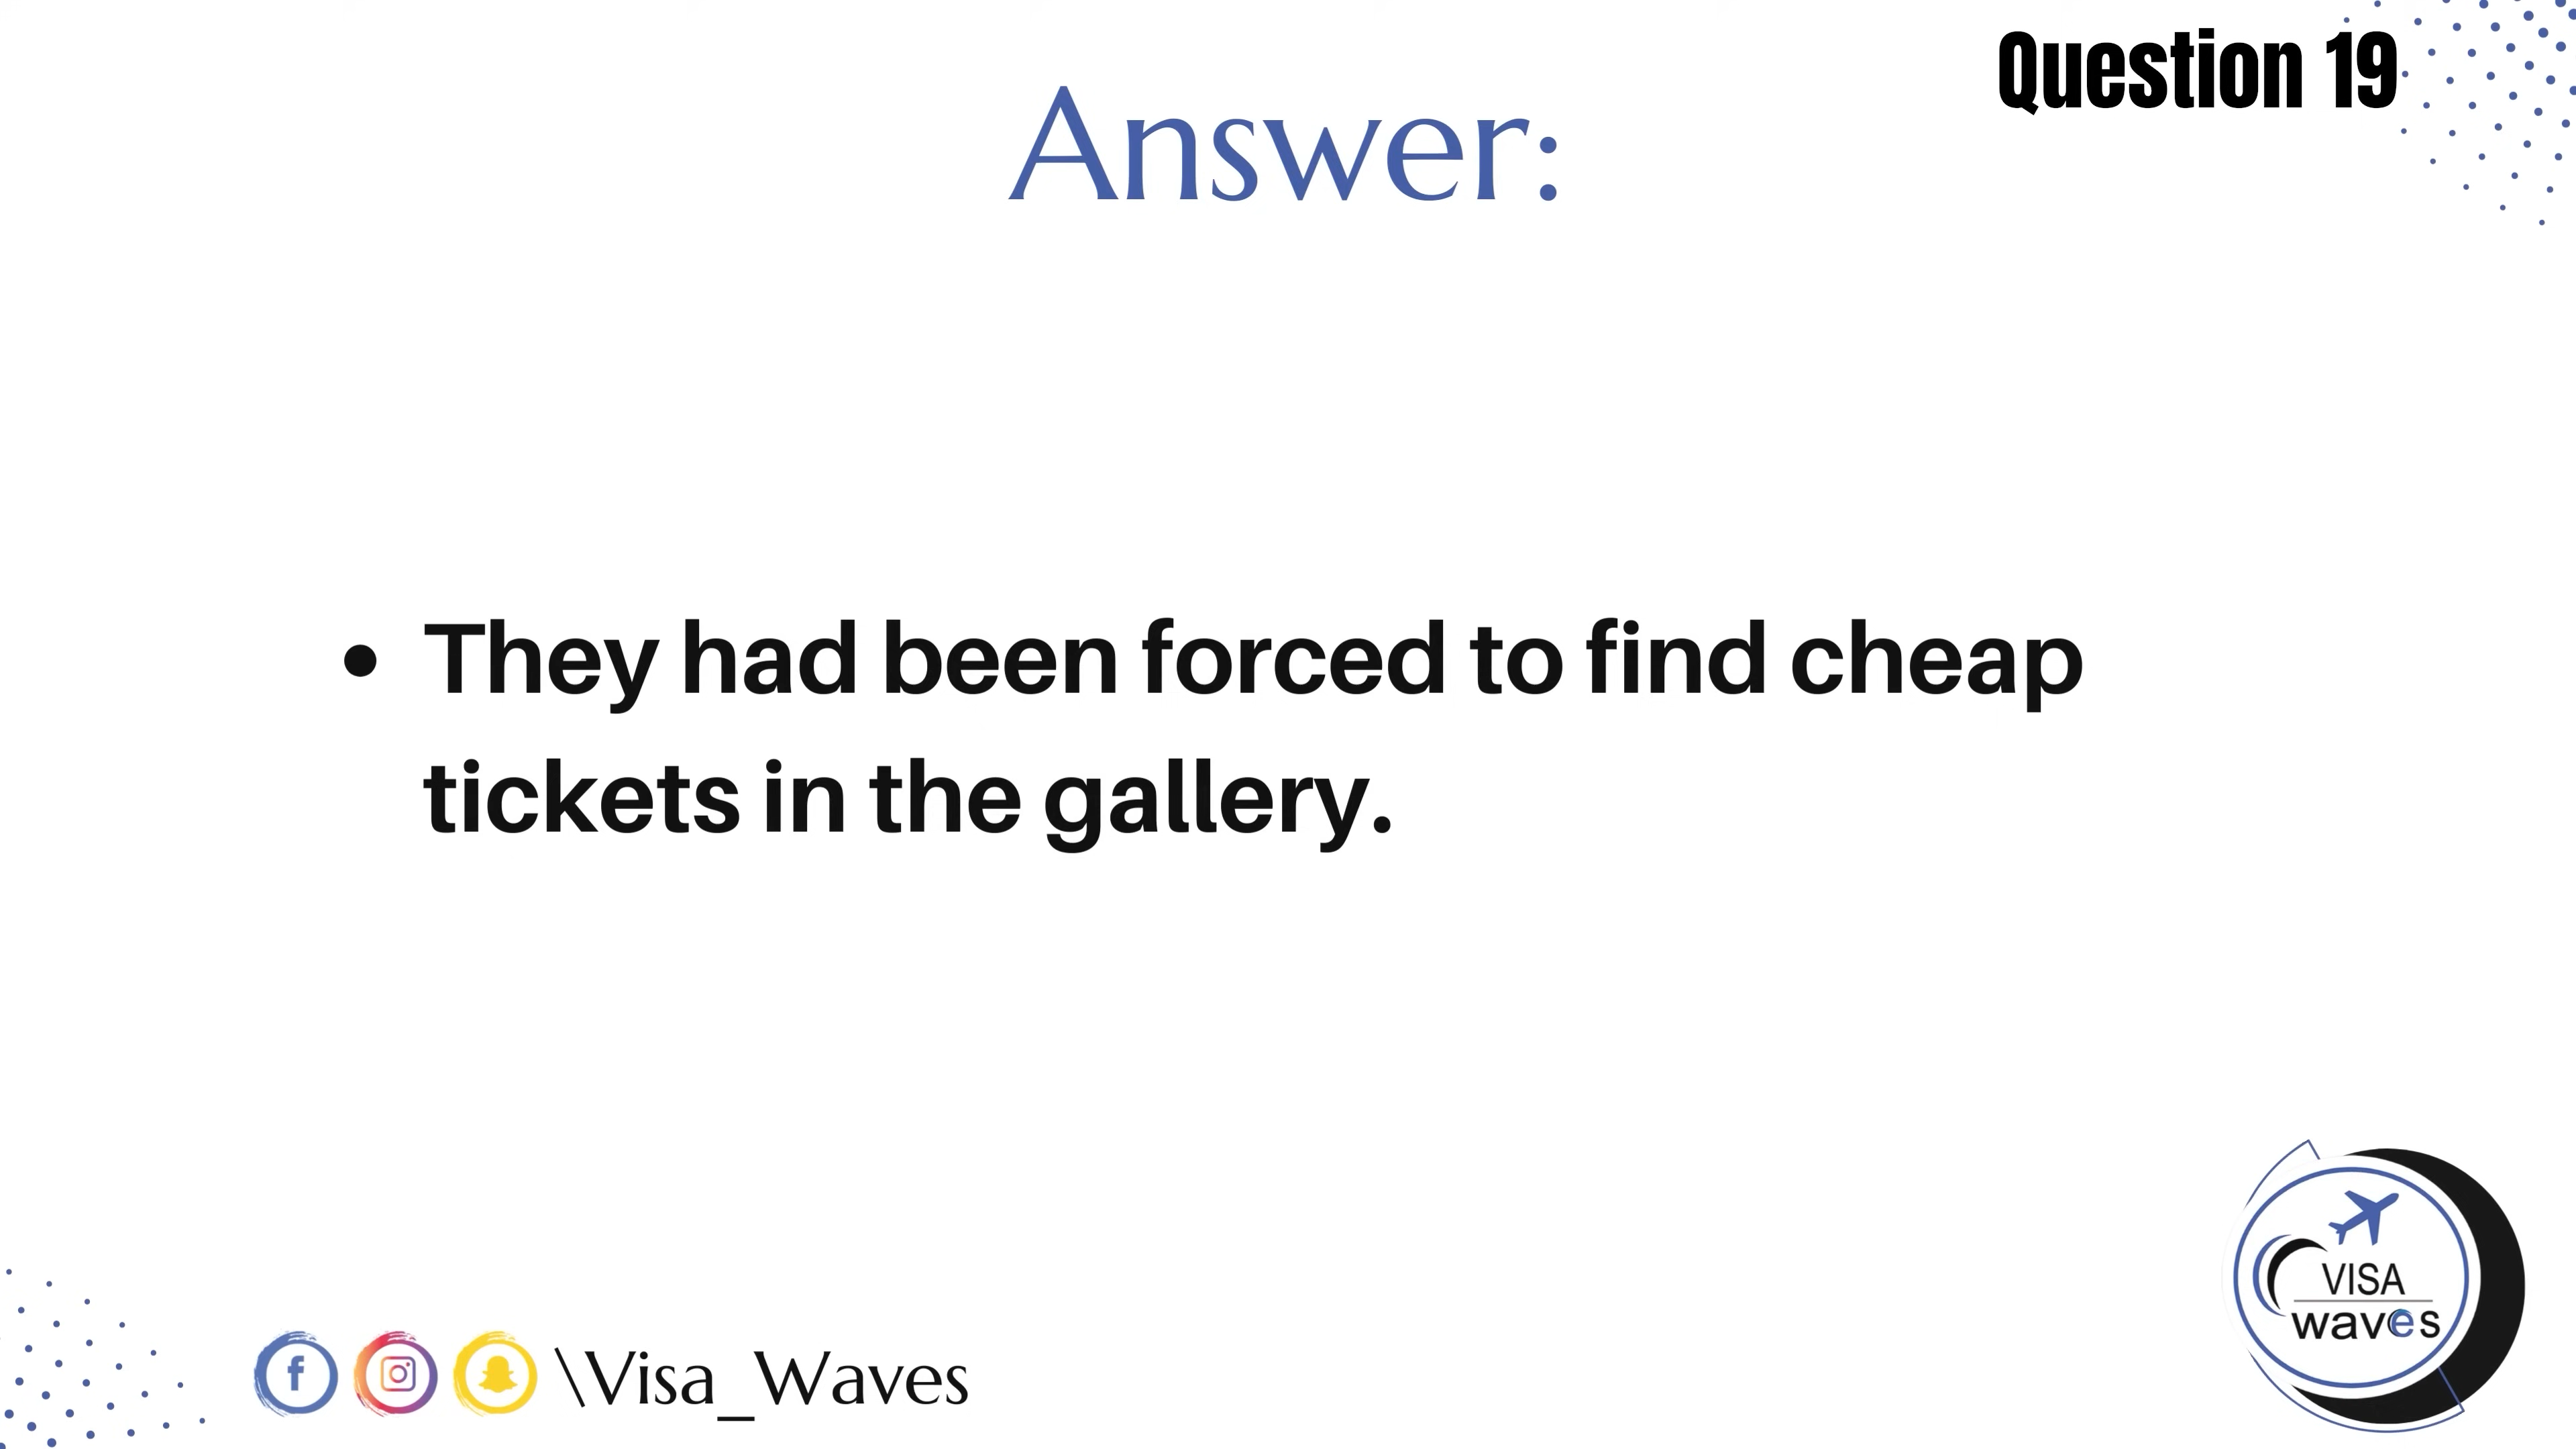 Question 19
Answer:
• They had been forced to find cheap
tickets in the gallery.
\Visa_Waves
VISA
waves